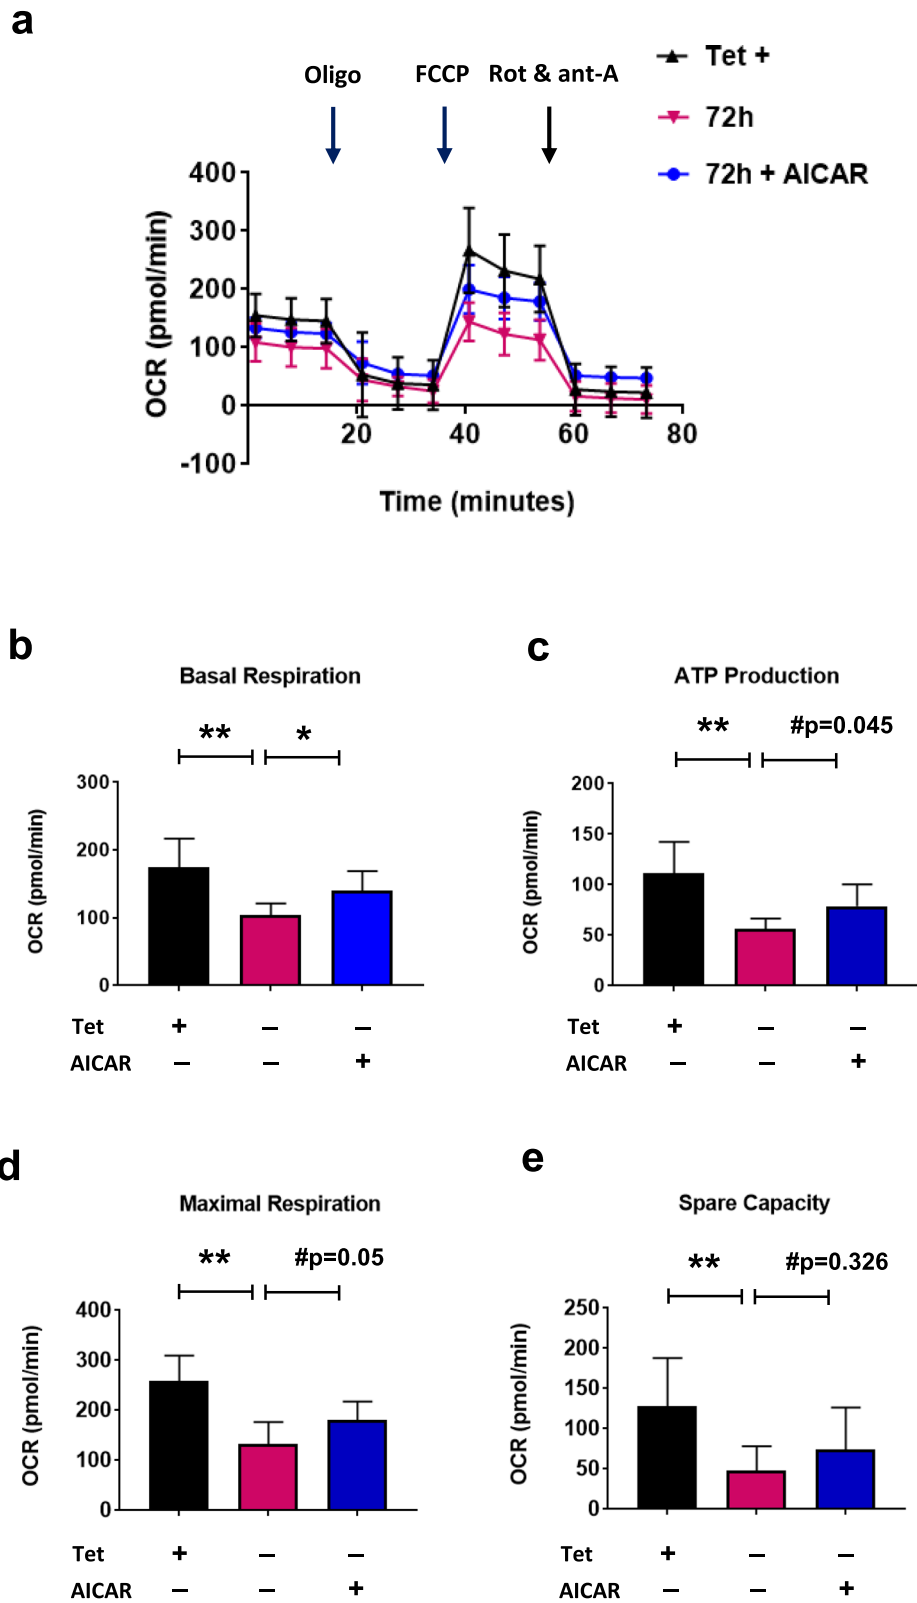 a
Oligo
FCCP
Rot & ant-A
Tet +
72h
72h + AICAR
OCR (pmol/min)
400
300
200
100
0
-100
20
40
60
80
Time (minutes)
b
Basal Respiration
**
*
OCR (pmol/min)
300
200
100
0
Tet + – –
AICAR – – +
c
ATP Production
**
#p=0.045
OCR (pmol/min)
200
150
100
50
0
Tet + – –
AICAR – – +
d
Maximal Respiration
**
#p=0.05
OCR (pmol/min)
400
300
200
100
0
Tet + – –
AICAR – – +
e
Spare Capacity
**
#p=0.326
OCR (pmol/min)
250
200
150
100
50
0
Tet + – –
AICAR – – +